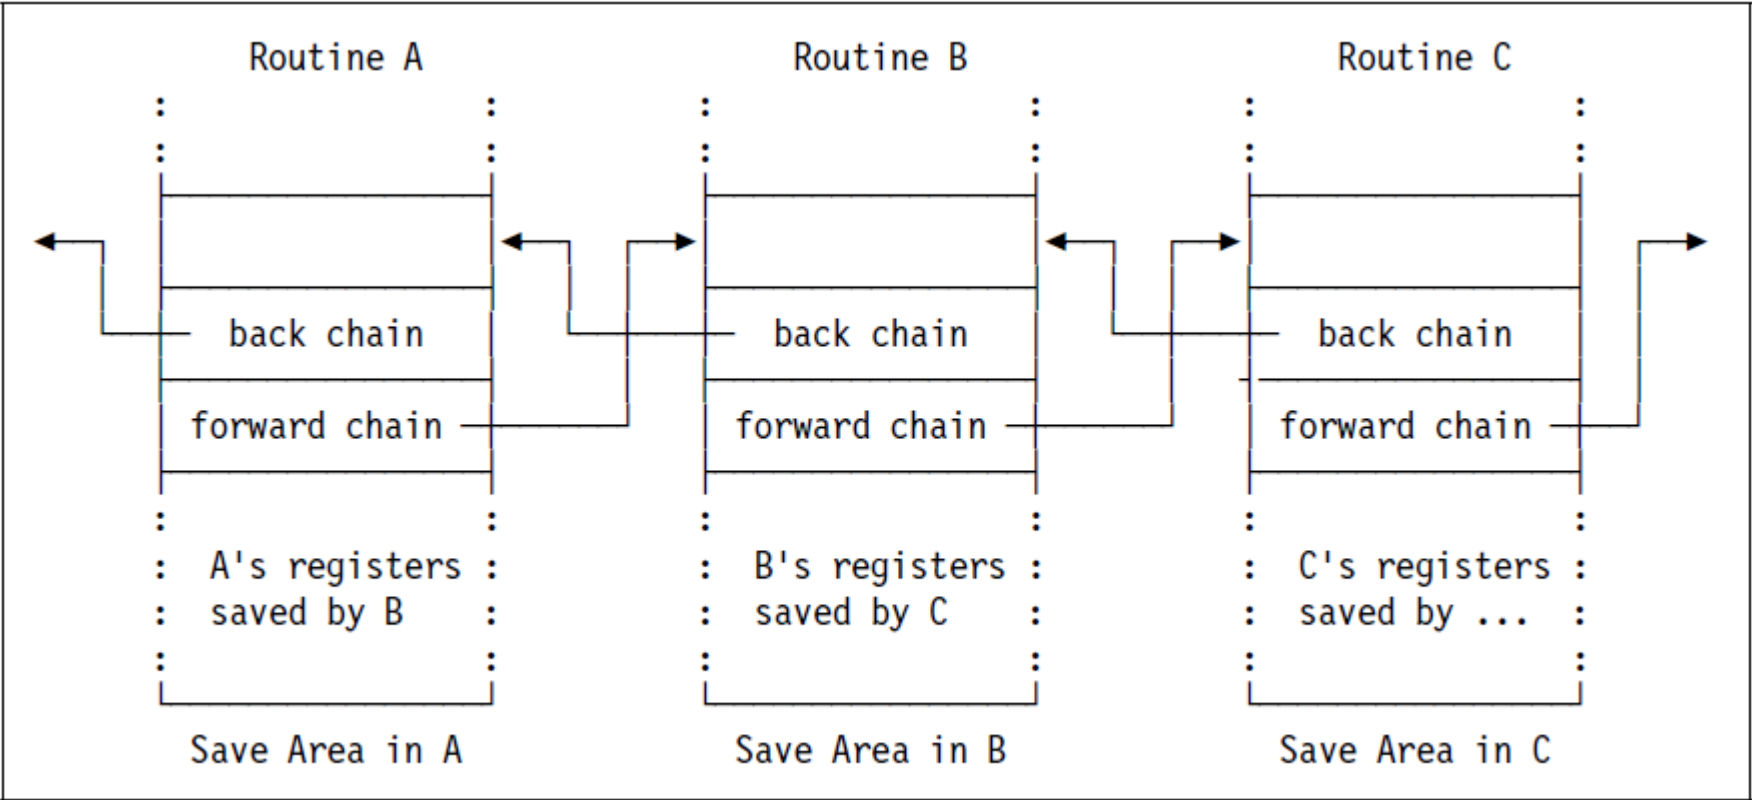 Routine A Routine B Routine C
: : : : : :
: : : : : :
back chain back chain back chain
forward chain forward chain forward chain
: : : : : :
: A's registers : : B's registers : : C's registers :
: saved by B : : saved by C : : saved by ... :
: : : : : :
Save Area in A Save Area in B Save Area in C